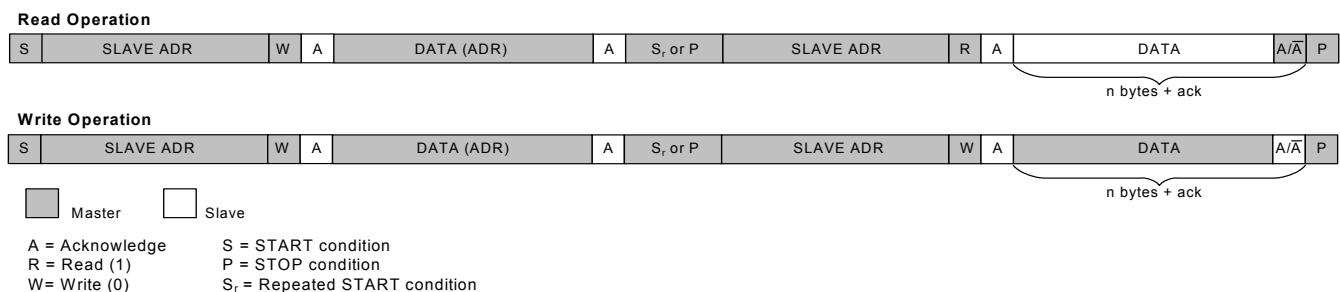 Read Operation
S SLAVE ADR W A DATA (ADR) A Sr or P SLAVE ADR R A DATA A/A̅ P
n bytes + ack
Write Operation
S SLAVE ADR W A DATA (ADR) A Sr or P SLAVE ADR W A DATA A/A̅ P
n bytes + ack
Master Slave
A = Acknowledge S = START condition
R = Read (1) P = STOP condition
W= Write (0) Sr = Repeated START condition